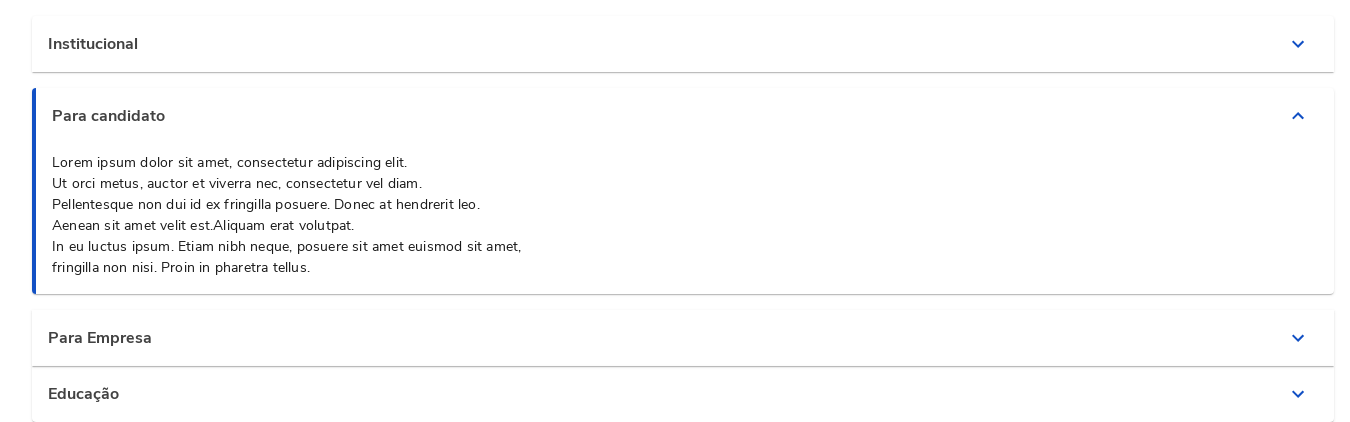 Institucional
Para candidato
Lorem ipsum dolor sit amet, consectetur adipiscing elit.
Ut orci metus, auctor et viverra nec, consectetur vel diam.
Pellentesque non dui id ex fringilla posuere. Donec at hendrerit leo.
Aenean sit amet velit est.Aliquam erat volutpat.
In eu luctus ipsum. Etiam nibh neque, posuere sit amet euismod sit amet,
fringilla non nisi. Proin in pharetra tellus.
Para Empresa
Educação